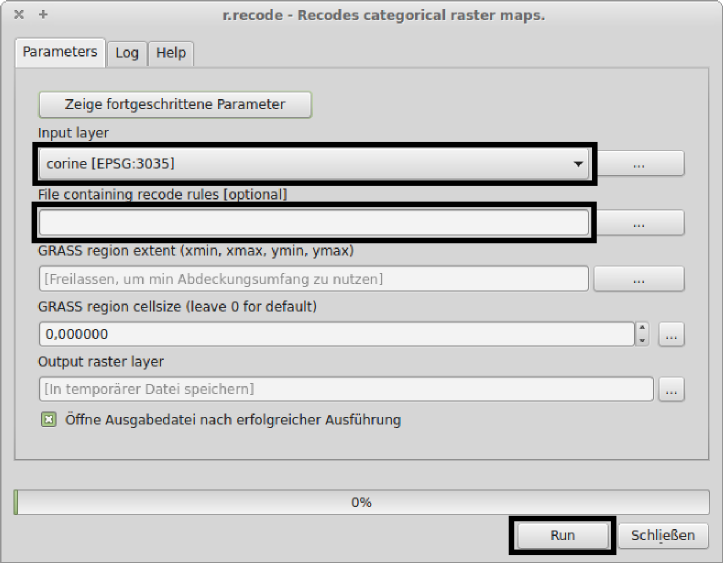 r.recode - Recodes categorical raster maps.
Parameters Log Help
Zeige fortgeschrittene Parameter
Input layer
corine [EPSG:3035]
...
File containing recode rules [optional]
...
GRASS region extent (xmin, xmax, ymin, ymax)
[Freilassen, um min Abdeckungsumfang zu nutzen]
...
GRASS region cellsize (leave 0 for default)
0,000000
...
Output raster layer
[In temporärer Datei speichern]
...
Öffne Ausgabedatei nach erfolgreicher Ausführung
0%
Run Schließen